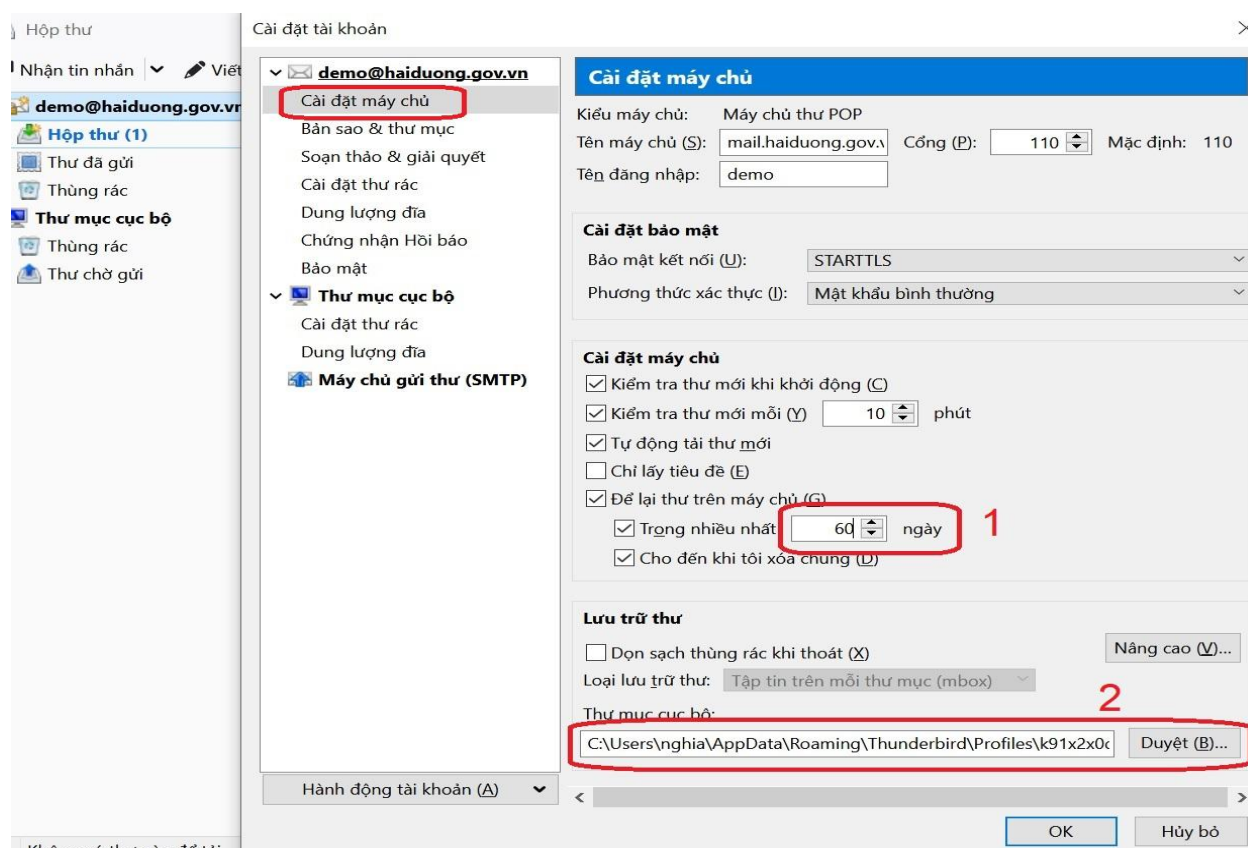 Hộp thư
Cài đặt tài khoản
Nhận tin nhắn
Viết
demo@haiduong.gov.vn
Hộp thư (1)
Thư đã gửi
Thùng rác
Thư mục cục bộ
Thùng rác
Thư chờ gửi
demo@haiduong.gov.vn
Cài đặt máy chủ
Bản sao & thư mục
Soạn thảo & giải quyết
Cài đặt thư rác
Dung lượng đĩa
Chứng nhận Hồi báo
Bảo mật
Thư mục cục bộ
Cài đặt thư rác
Dung lượng đĩa
Máy chủ gửi thư (SMTP)
Hành động tài khoản (A)
Cài đặt máy chủ
Kiểu máy chủ: Máy chủ thư POP
Tên máy chủ (S): mail.haiduong.gov.v Cổng (P): 110 Mặc định: 110
Tên đăng nhập: demo
Cài đặt bảo mật
Bảo mật kết nối (U): STARTTLS
Phương thức xác thực (I): Mật khẩu bình thường
Cài đặt máy chủ
Kiểm tra thư mới khi khởi động (C)
Kiểm tra thư mới mỗi (Y) 10 phút
Tự động tải thư mới
Chỉ lấy tiêu đề (E)
Để lại thư trên máy chủ (G)
Trong nhiều nhất 60 ngày 1
Cho đến khi tôi xóa chúng (D)
Lưu trữ thư
Dọn sạch thùng rác khi thoát (X) Nâng cao (V)...
Loại lưu trữ thư: Tập tin trên mỗi thư mục (mbox)
2
Thư mục cục bộ:
C:\Users\nghia\AppData\Roaming\Thunderbird\Profiles\k91x2x0 Duyệt (B)...
OK Hủy bỏ